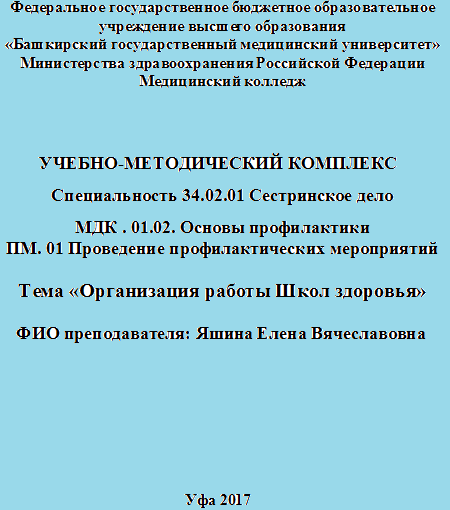 Федеральное государственное бюджетное образовательное
учреждение высшего образования
«Башкирский государственный медицинский университет»
Министерства здравоохранения Российской Федерации
Медицинский колледж
УЧЕБНО-МЕТОДИЧЕСКИЙ КОМПЛЕКС
Специальность 34.02.01 Сестринское дело
МДК . 01.02. Основы профилактики
ПМ. 01 Проведение профилактических мероприятий
Тема «Организация работы Школ здоровья»
ФИО преподавателя: Яшина Елена Вячеславовна
Уфа 2017